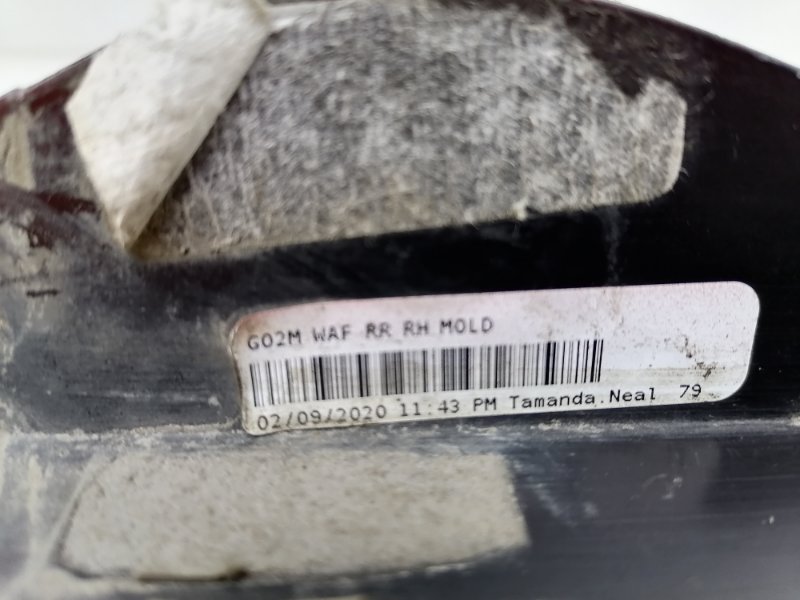 G02M WAF RR RH MOLD
02/09/2020 11:43 PM Tamanda.Neal 79